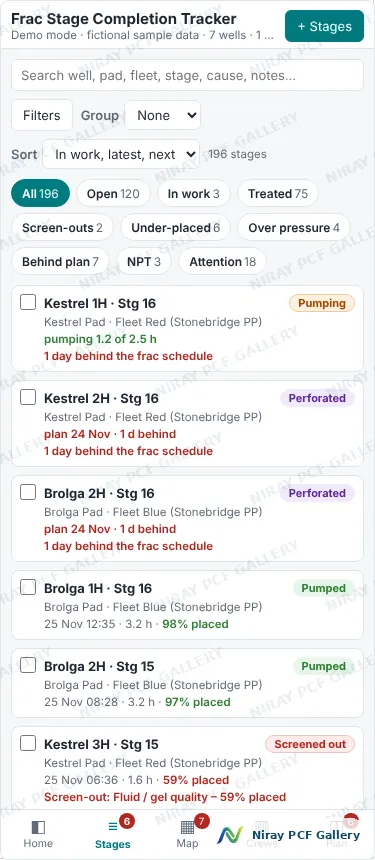 Frac Stage Completion Tracker
Demo mode · fictional sample data · 7 wells · 1 ...
+ Stages
Search well, pad, fleet, stage, cause, notes...
Filters
Group
None
Sort
In work, latest, next
196 stages
All 196
Open 120
In work 3
Treated 75
Screen-outs 2
Under-placed 6
Over pressure 4
Behind plan 7
NPT 3
Attention 18
Kestrel 1H · Stg 16
Pumping
Kestrel Pad · Fleet Red (Stonebridge PP)
pumping 1.2 of 2.5 h
1 day behind the frac schedule
Kestrel 2H · Stg 16
Perforated
Kestrel Pad · Fleet Red (Stonebridge PP)
plan 24 Nov · 1 d behind
1 day behind the frac schedule
Brolga 2H · Stg 16
Perforated
Brolga Pad · Fleet Blue (Stonebridge PP)
plan 24 Nov · 1 d behind
1 day behind the frac schedule
Brolga 1H · Stg 16
Pumped
Brolga Pad · Fleet Blue (Stonebridge PP)
25 Nov 12:35 · 3.2 h · 98% placed
Brolga 2H · Stg 15
Pumped
Brolga Pad · Fleet Blue (Stonebridge PP)
25 Nov 08:28 · 3.2 h · 97% placed
Kestrel 3H · Stg 15
Screened out
Kestrel Pad · Fleet Red (Stonebridge PP)
25 Nov 06:36 · 1.6 h · 59% placed
Screen-out: Fluid / gel quality – 59% placed
Home
Stages
6
Map
7
Plan
Niray PCF Gallery
NIRAY PCF GALLERY